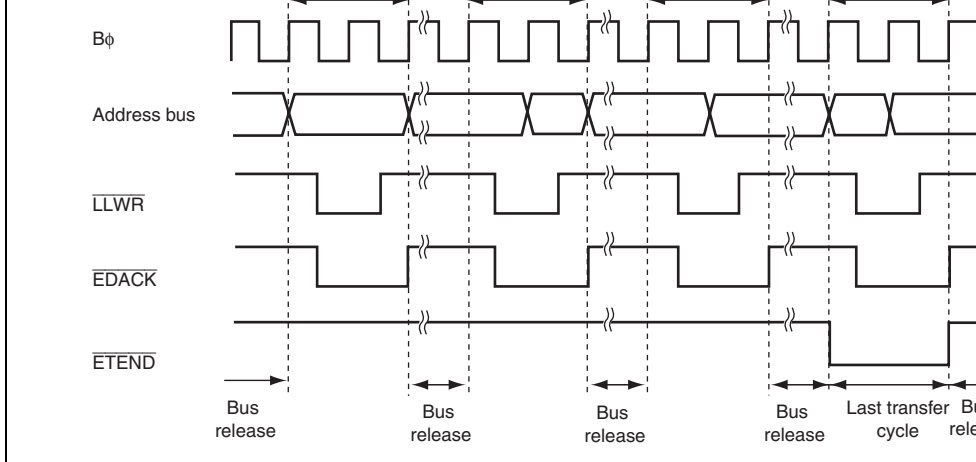 Bϕ
Address bus
LLWR
EDACK
ETEND
Bus release
Bus release
Bus release
Bus release
Last transfer cycle